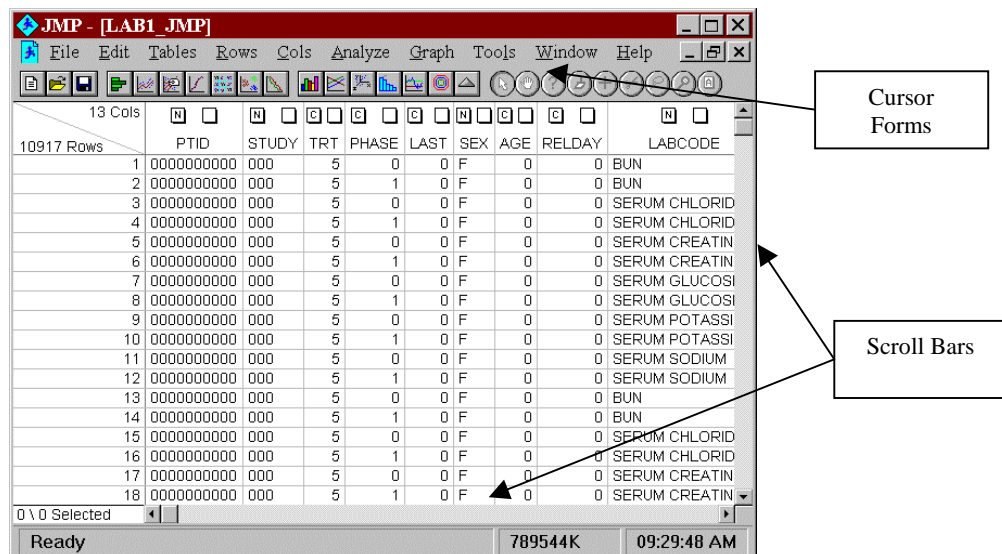 JMP - [LAB1_JMP]
File Edit Tables Rows Cols Analyze Graph Tools Window Help
13 Cols N N C C C N C C N
10917 Rows PTID STUDY TRT PHASE LAST SEX AGE RELDAY LABCODE
1 0000000000 000 5 0 0 F 0 0 BUN
2 0000000000 000 5 1 0 F 0 0 BUN
3 0000000000 000 5 0 0 F 0 0 SERUM CHLORID
4 0000000000 000 5 1 0 F 0 0 SERUM CHLORID
5 0000000000 000 5 0 0 F 0 0 SERUM CREATIN
6 0000000000 000 5 1 0 F 0 0 SERUM CREATIN
7 0000000000 000 5 0 0 F 0 0 SERUM GLUCOSI
8 0000000000 000 5 1 0 F 0 0 SERUM GLUCOSI
9 0000000000 000 5 0 0 F 0 0 SERUM POTASSI
10 0000000000 000 5 1 0 F 0 0 SERUM POTASSI
11 0000000000 000 5 0 0 F 0 0 SERUM SODIUM
12 0000000000 000 5 1 0 F 0 0 SERUM SODIUM
13 0000000000 000 5 0 0 F 0 0 BUN
14 0000000000 000 5 1 0 F 0 0 BUN
15 0000000000 000 5 0 0 F 0 0 SERUM CHLORID
16 0000000000 000 5 1 0 F 0 0 SERUM CHLORID
17 0000000000 000 5 0 0 F 0 0 SERUM CREATIN
18 0000000000 000 5 1 0 F 0 0 SERUM CREATIN
0 \ 0 Selected
Ready 789544K 09:29:48 AM
Cursor
Forms
Scroll Bars